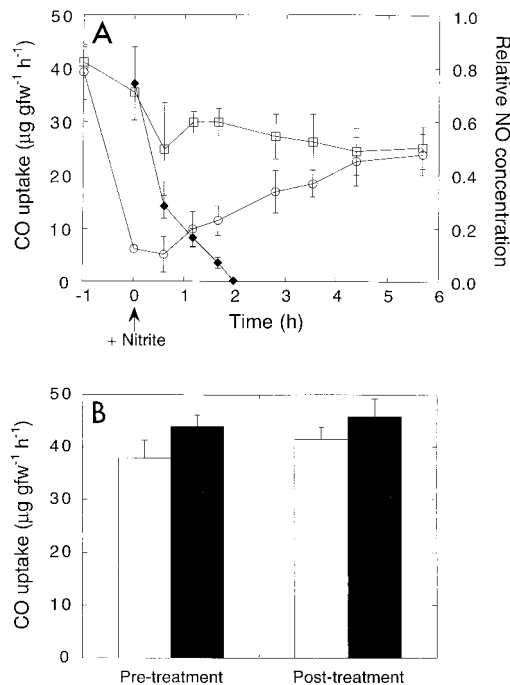 A
CO uptake (µg gfw⁻¹ h⁻¹)
50
40
30
20
10
0
Relative NO concentration
1.0
0.8
0.6
0.4
0.2
0.0
-1 0 1 2 3 4 5 6
Time (h)
+ Nitrite
B
CO uptake (µg gfw⁻¹ h⁻¹)
50
40
30
50
10
0
Pre-treatment Post-treatment